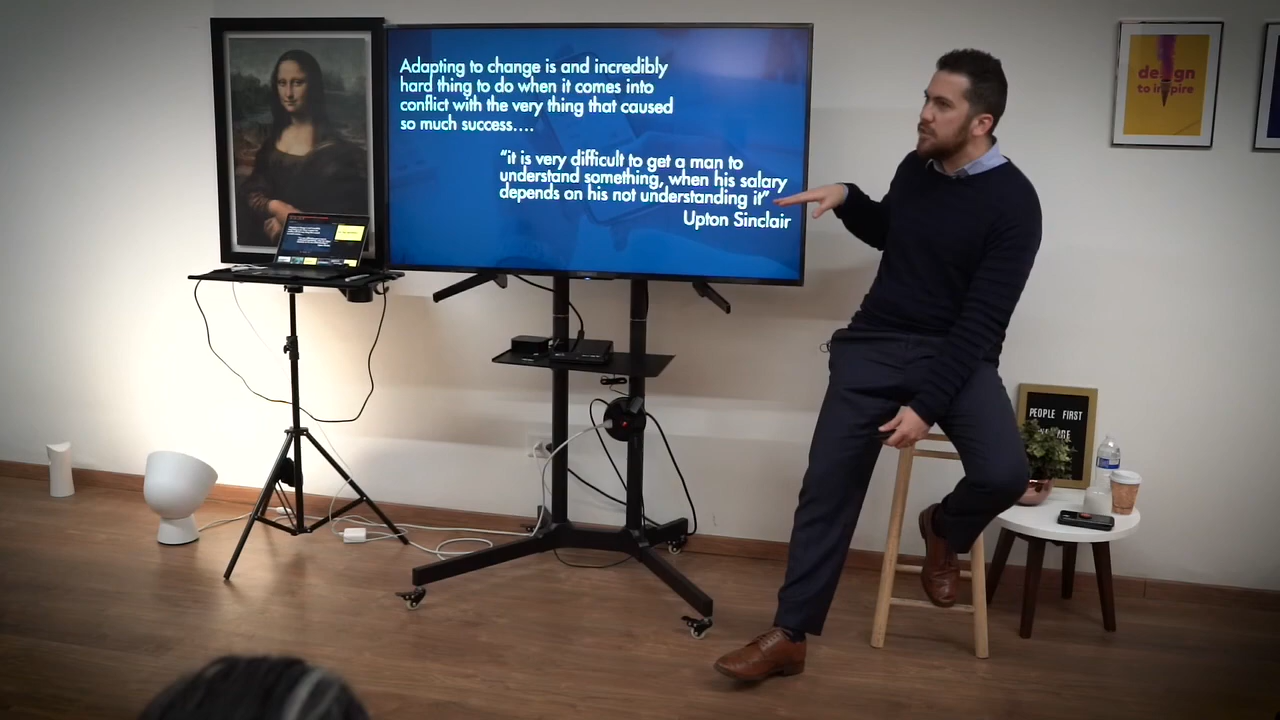 Adapting to change is and incredibly
hard thing to do when it comes into
conflict with the very thing that caused
so much success....
“it is very difficult to get a man to
understand something, when his salary
depends on his not understanding it”
Upton Sinclair
design
to inspire
PEOPLE FIRST